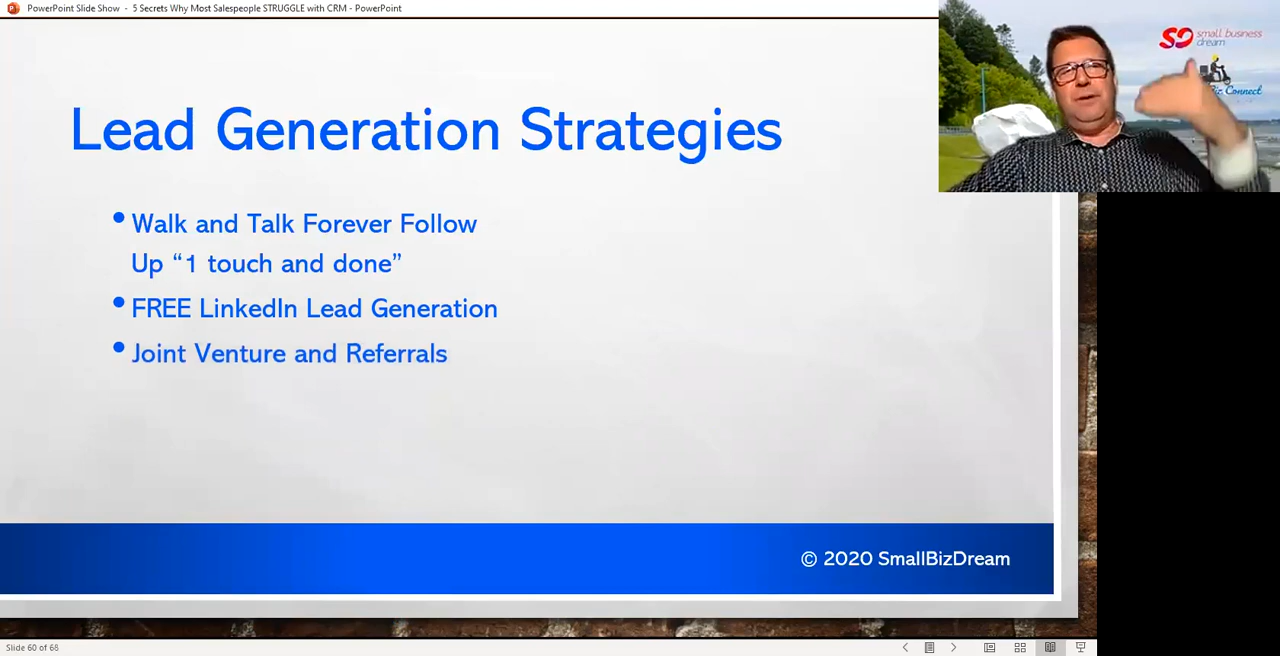 PowerPoint Slide Show - 5 Secrets Why Most Salespeople STRUGGLE with CRM - PowerPoint
small business
dream
Connect
Lead Generation Strategies
• Walk and Talk Forever Follow
Up “1 touch and done”
• FREE LinkedIn Lead Generation
• Joint Venture and Referrals
© 2020 SmallBizDream
Slide 60 of 68